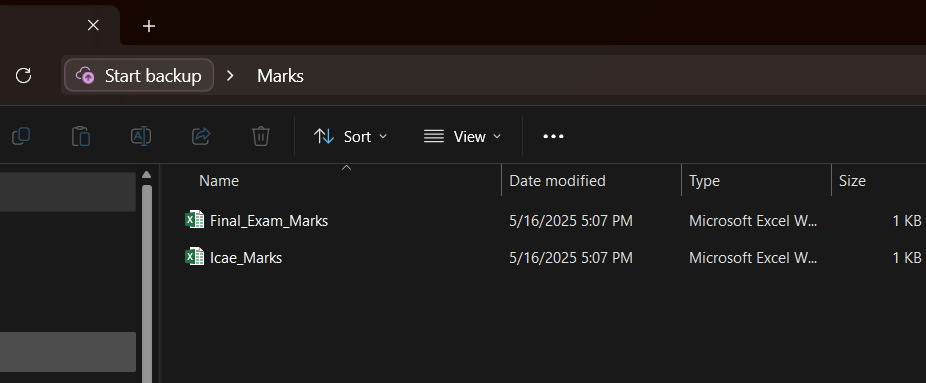 Start backup > Marks
Sort View
Name Date modified Type Size
Final_Exam_Marks 5/16/2025 5:07 PM Microsoft Excel W... 1 KB
Icae_Marks 5/16/2025 5:07 PM Microsoft Excel W... 1 KB